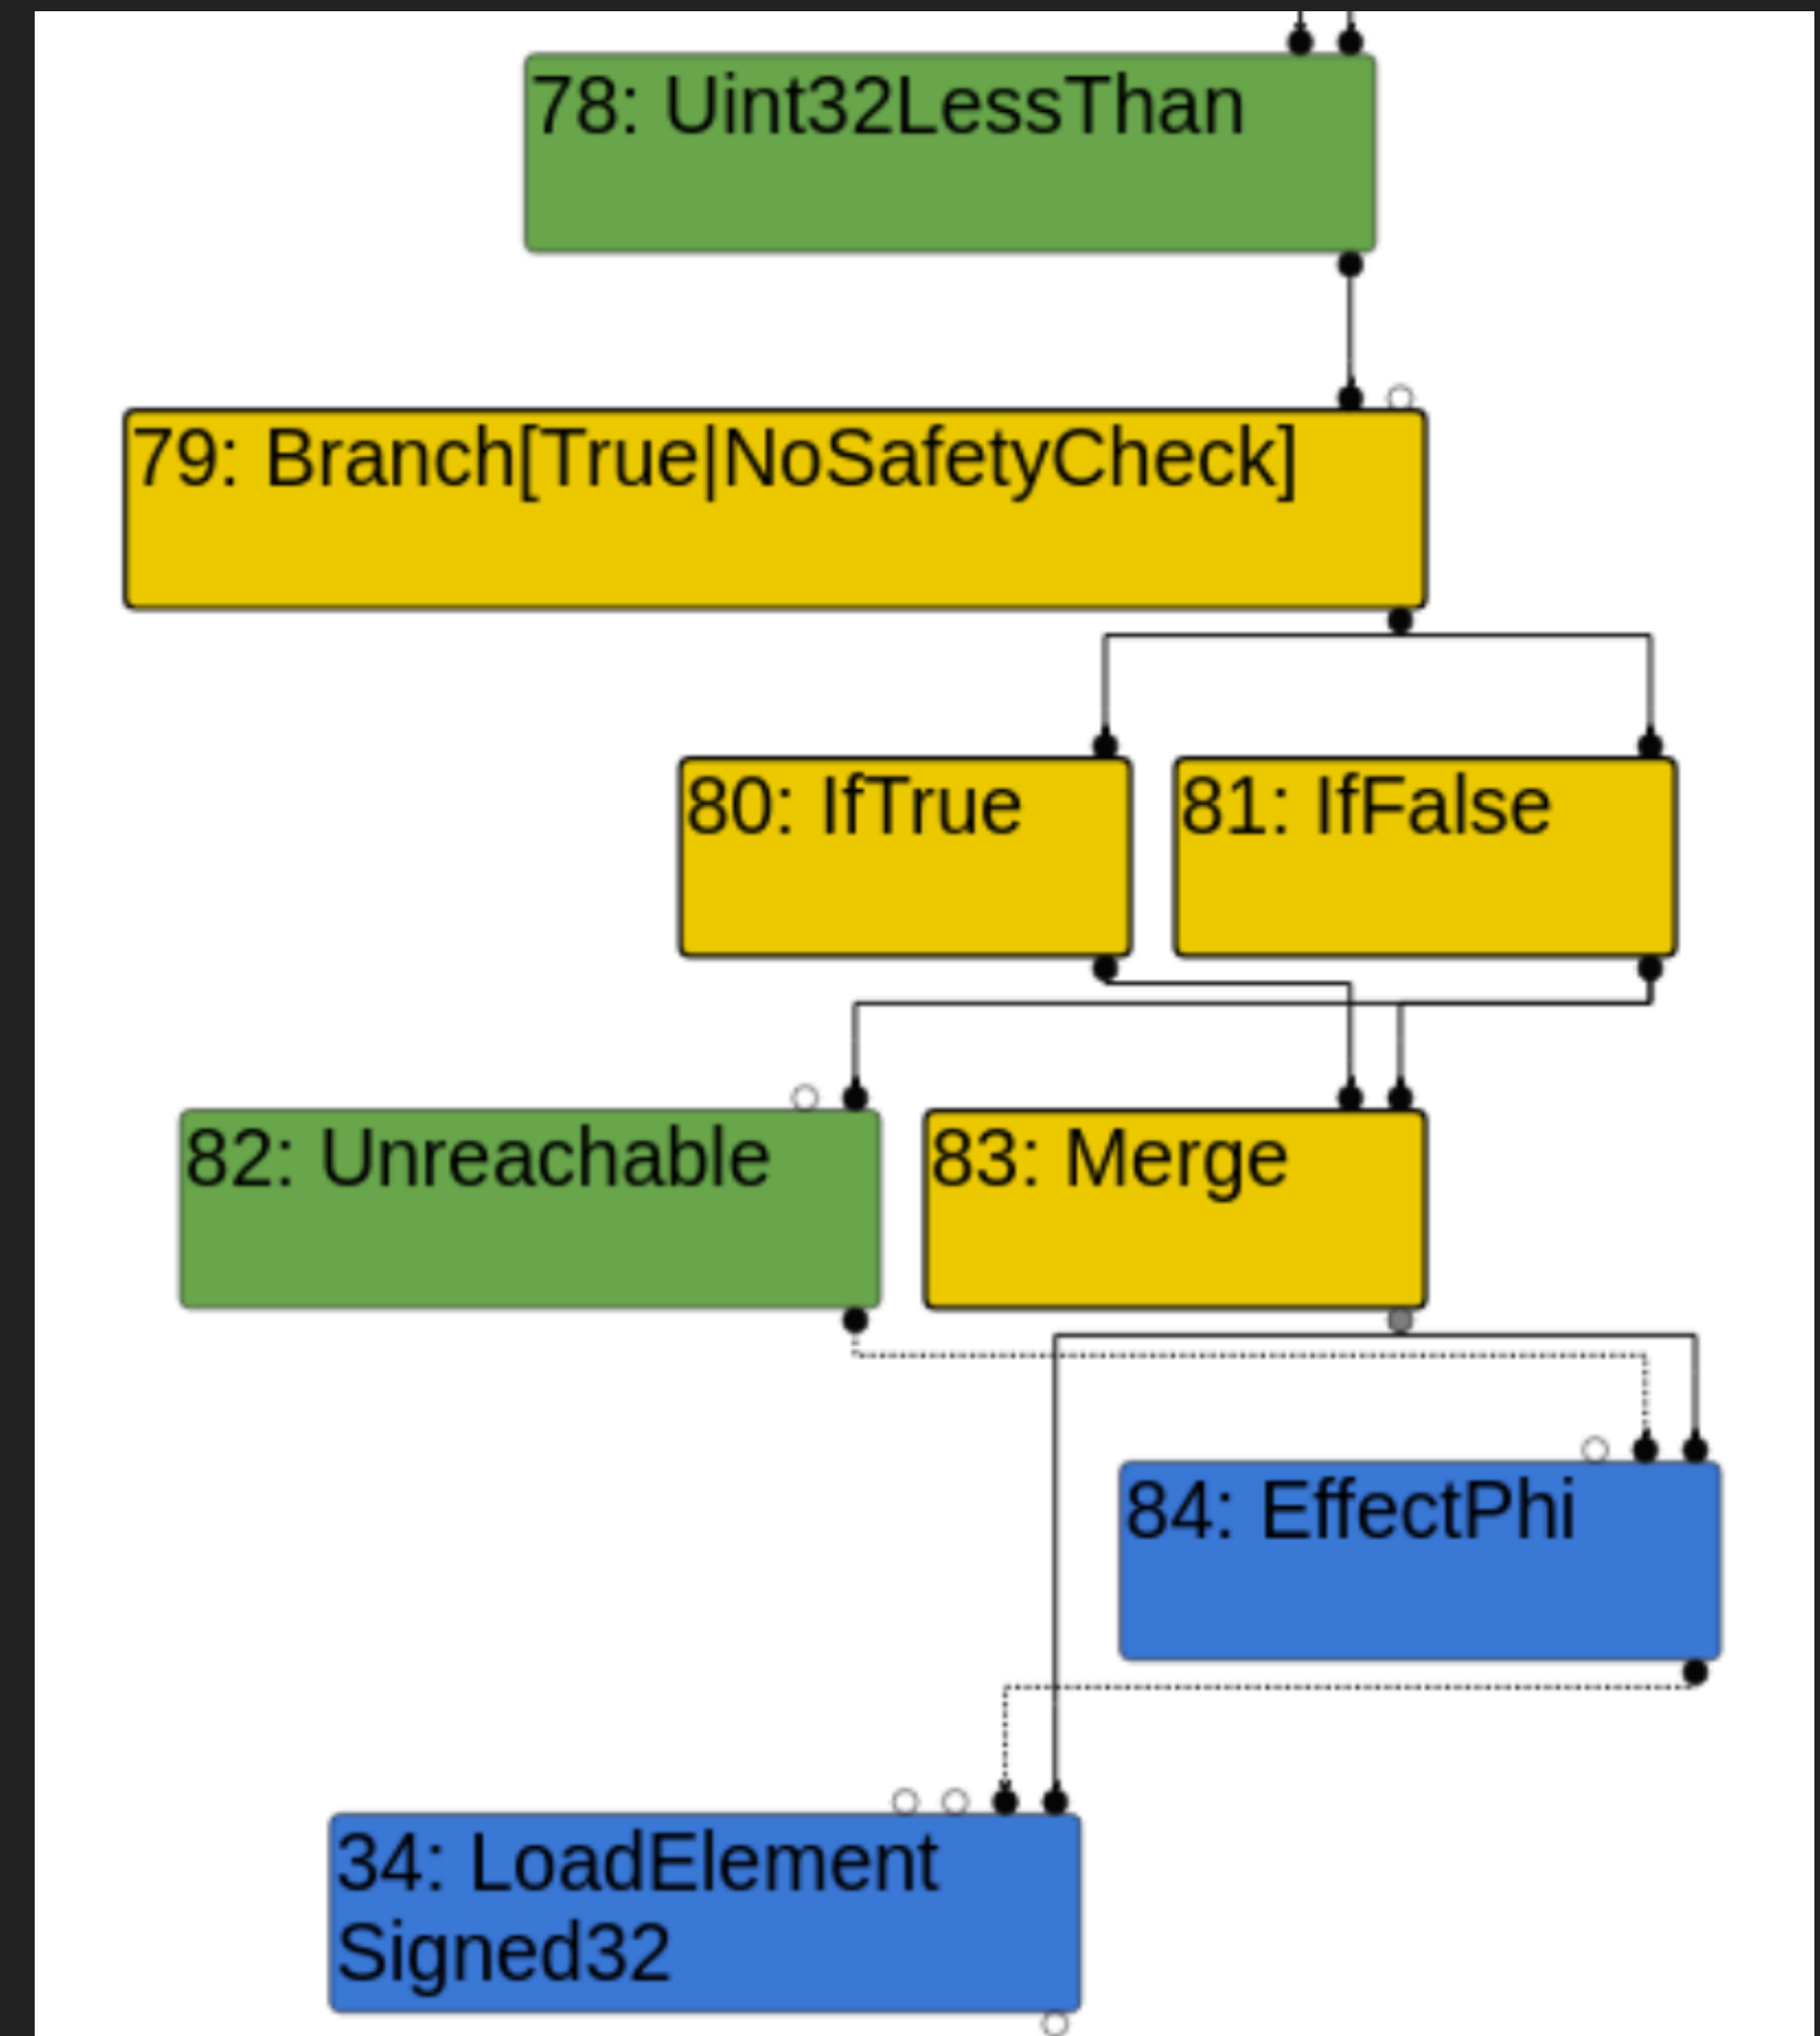 78: Uint32LessThan
79: Branch[True|NoSafetyCheck]
80: IfTrue
81: IfFalse
82: Unreachable
83: Merge
84: EffectPhi
34: LoadElement
Signed32